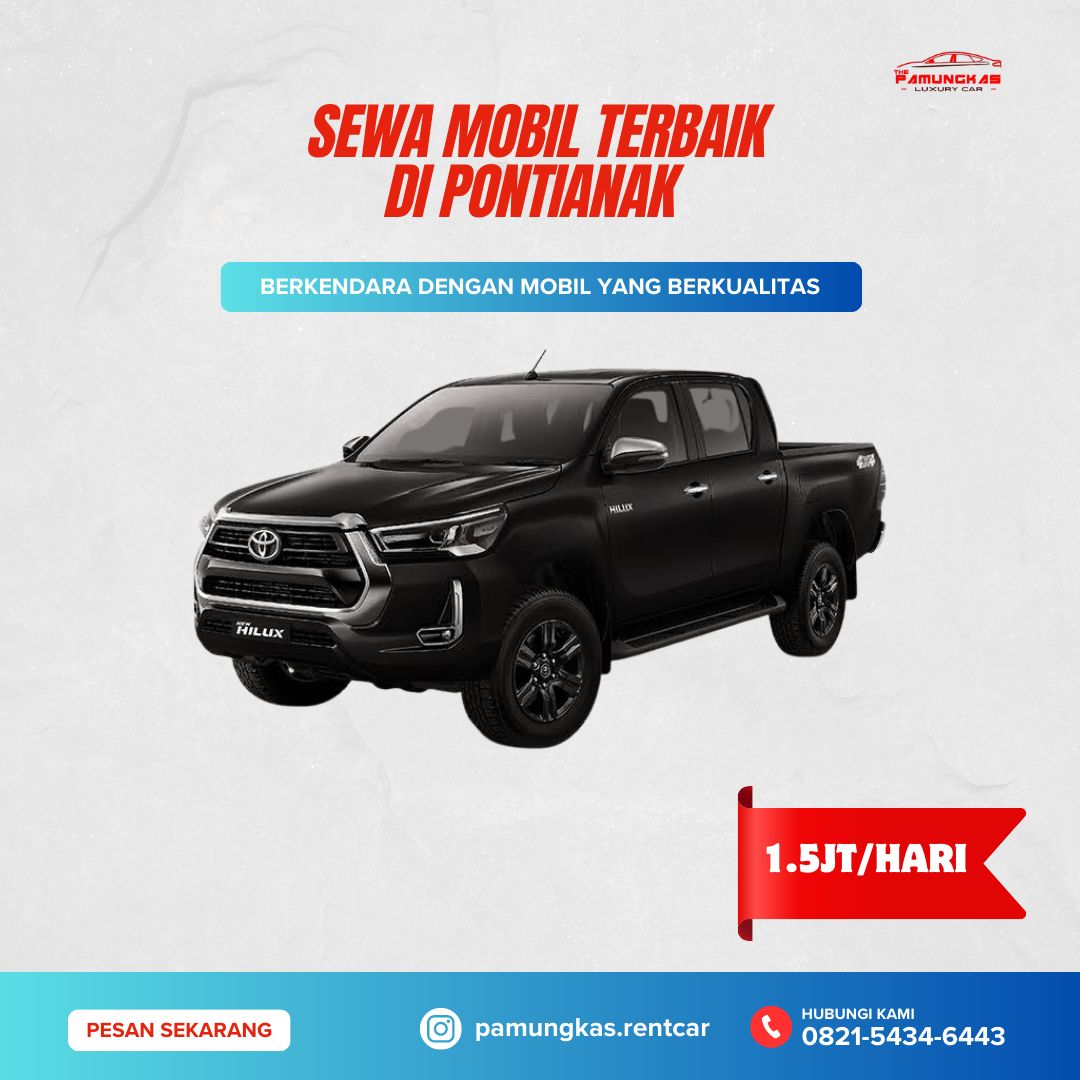 THE
PAMUNGKAS
- LUXURY CAR -
SEWA MOBIL TERBAIK
DI PONTIANAK
BERKENDARA DENGAN MOBIL YANG BERKUALITAS
HILUX
NEW
HILUX
1.5JT/HARI
PESAN SEKARANG
pamungkas.rentcar
HUBUNGI KAMI
0821-5434-6443